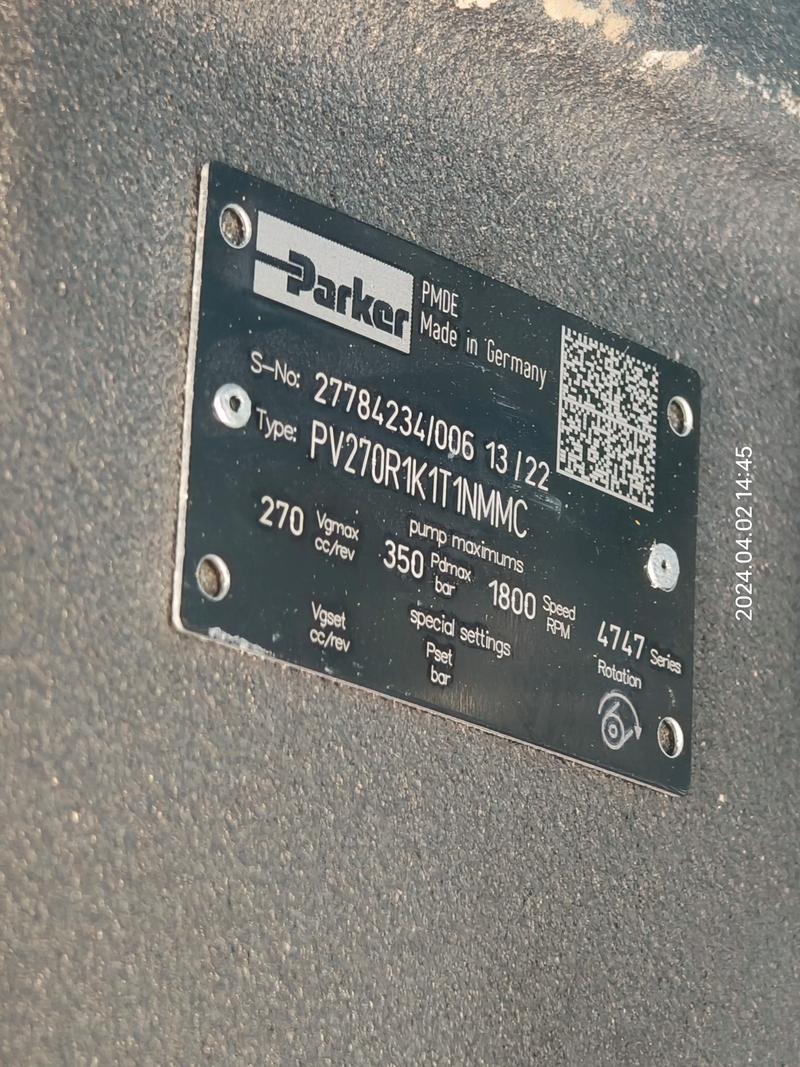 Parker
PMDE
Made in Germany
S-No: 27784234/006 13/22
Type: PV270R1K1T1NMMC
pump maximums
270 Vgmax cc/rev 350 Pdmax bar 1800 Speed RPM 4747 Series
special settings
Vgset cc/rev Pset bar Rotation
2024.04.02 14:45